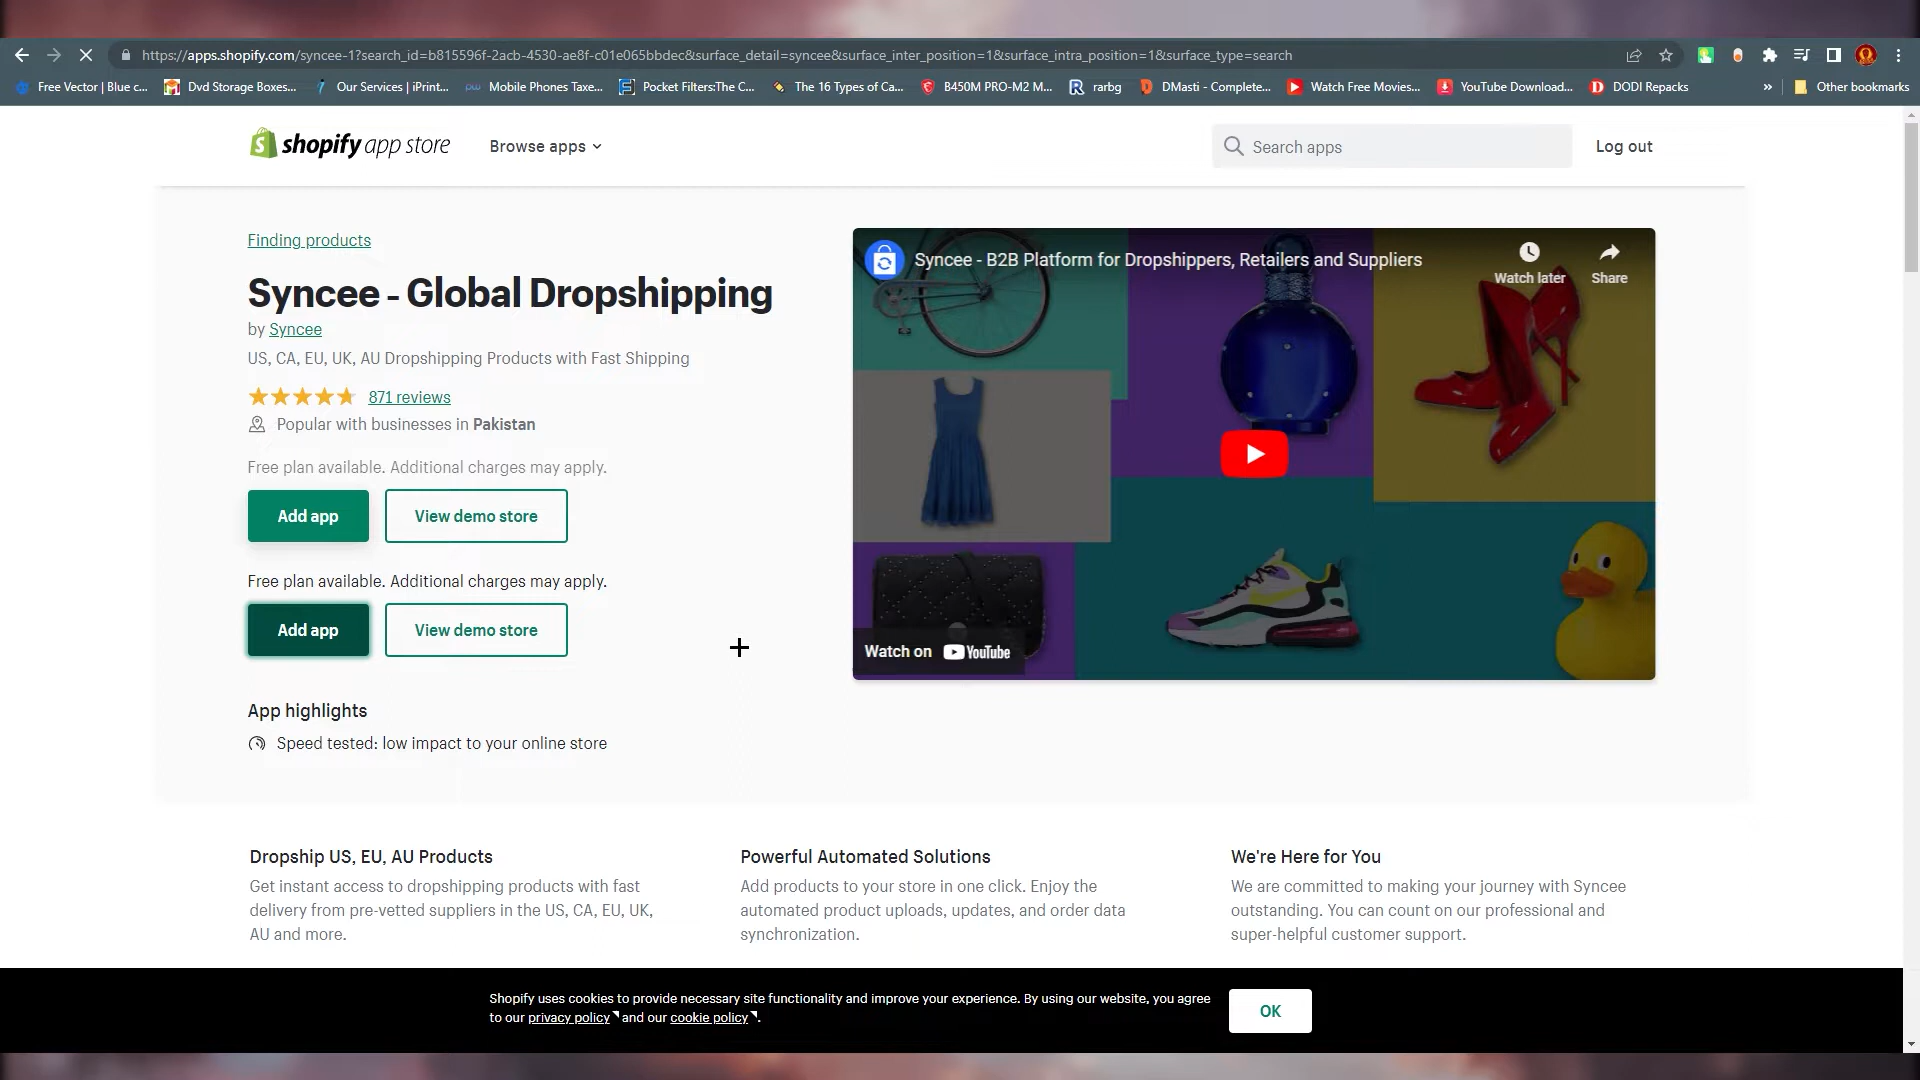 https://apps.shopify.com/syncee-1?search_id=b815596f-2acb-4530-ae8f-c01e065bbdec&surface_detail=syncee&surface_inter_position=1&surface_intra_position=1&surface_type=search
Free Vector | Blue c... Dvd Storage Boxes... Our Services | iPrint... Mobile Phones Taxe... Pocket Filters:The C... The 16 Types of Ca... B450M PRO-M2 M... rarbg DMasti - Complete... Watch Free Movies... YouTube Download... DODI Repacks » Other bookmarks
shopify app store Browse apps Search apps Log out
Finding products
Syncee - Global Dropshipping
by Syncee
US, CA, EU, UK, AU Dropshipping Products with Fast Shipping
871 reviews
Popular with businesses in Pakistan
Free plan available. Additional charges may apply.
Add app View demo store
Free plan available. Additional charges may apply.
Add app View demo store
App highlights
Speed tested: low impact to your online store
Syncee - B2B Platform for Dropshippers, Retailers and Suppliers
Watch later Share
Watch on YouTube
Dropship US, EU, AU Products
Get instant access to dropshipping products with fast
delivery from pre-vetted suppliers in the US, CA, EU, UK,
AU and more.
Powerful Automated Solutions
Add products to your store in one click. Enjoy the
automated product uploads, updates, and order data
synchronization.
We're Here for You
We are committed to making your journey with Syncee
outstanding. You can count on our professional and
super-helpful customer support.
Shopify uses cookies to provide necessary site functionality and improve your experience. By using our website, you agree
to our privacy policy and our cookie policy.
OK